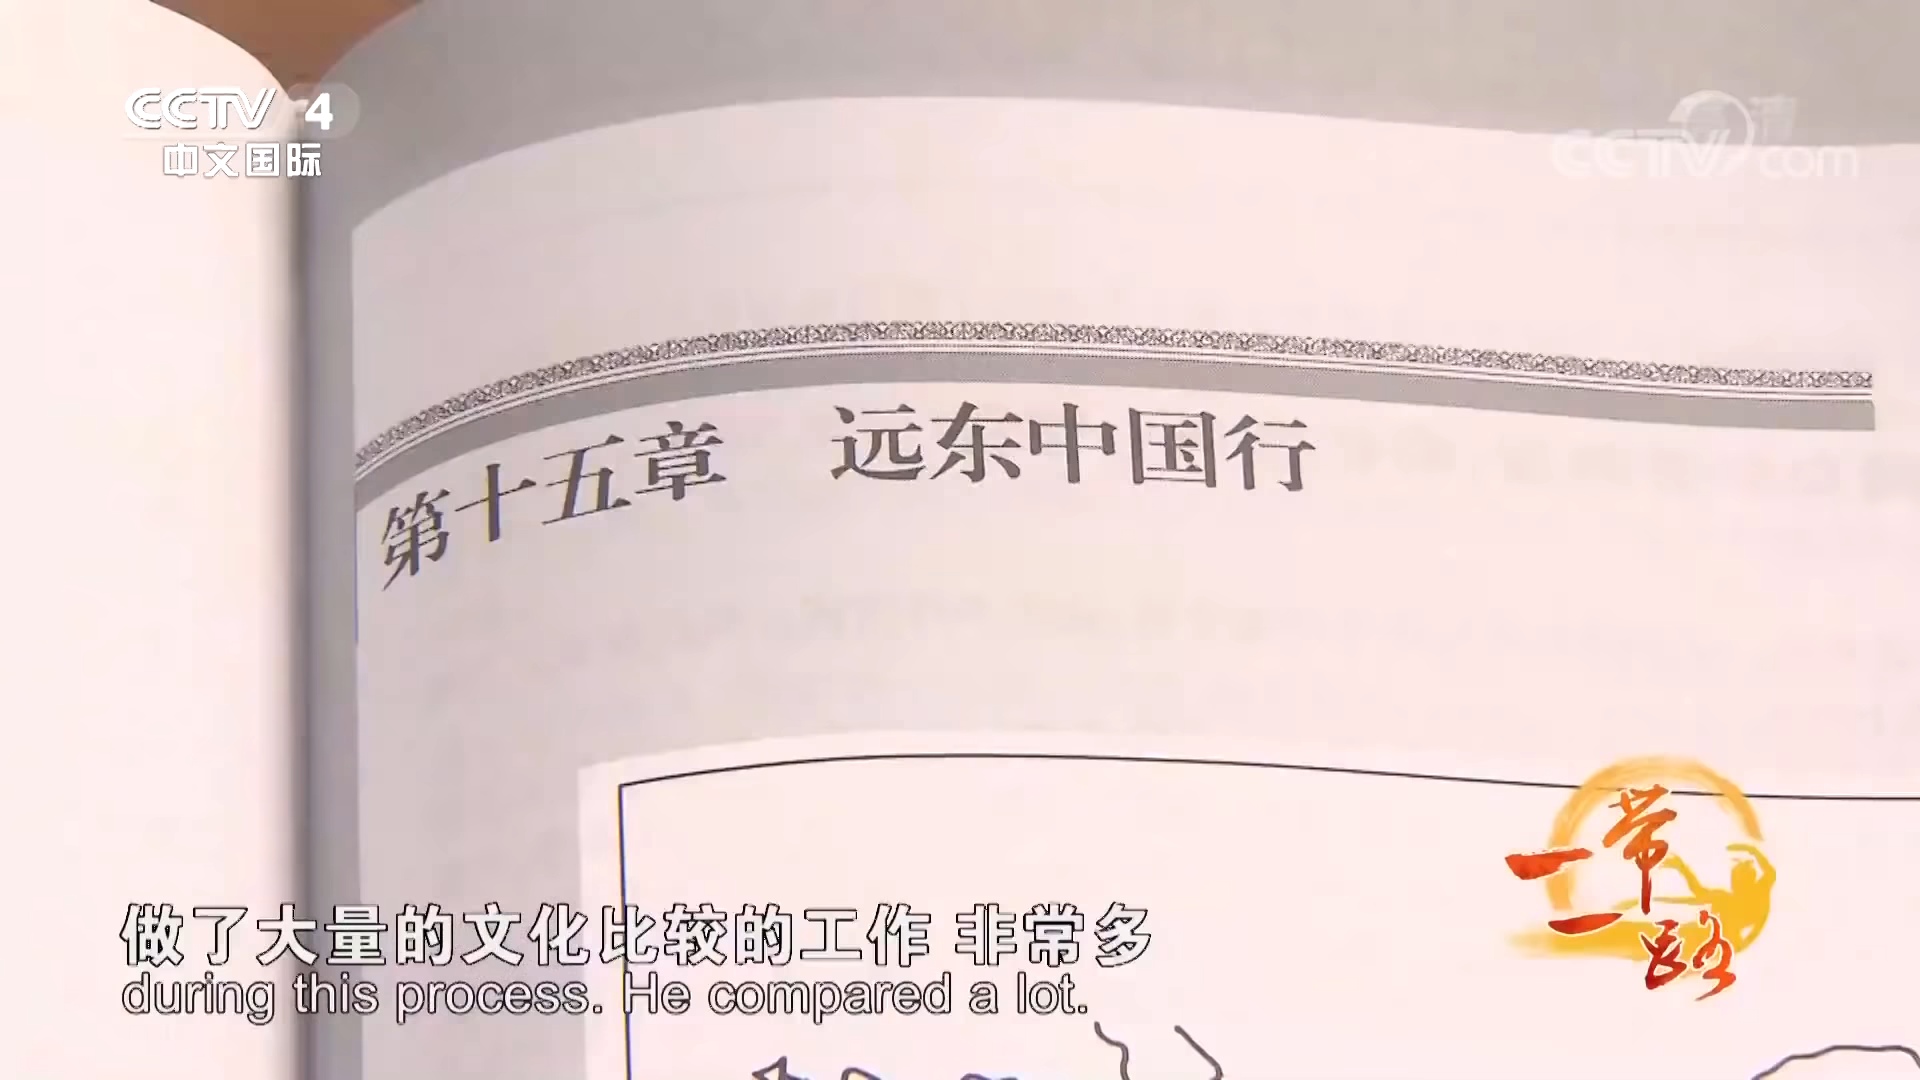 CCTV 4
中文国际
高清
CCTV com
第十五章 远东中国行
一带
一路
做了大量的文化比较的工作 非常多
during this process. He compared a lot.